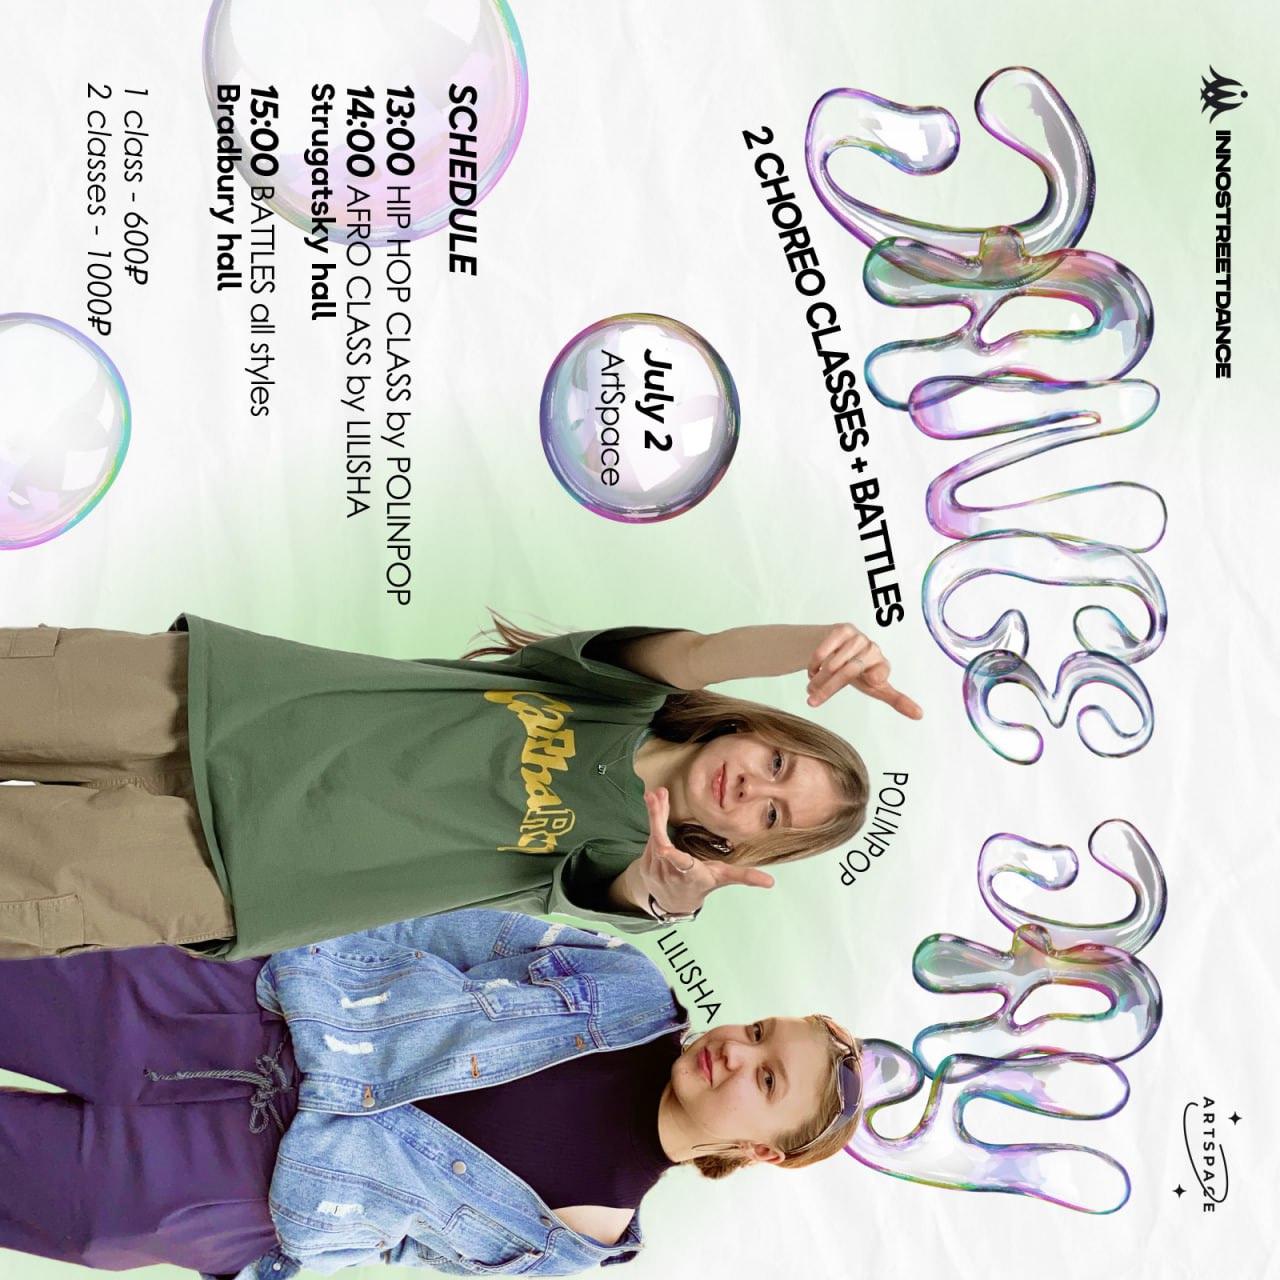 INNOSTREETDANCE
ARTSPACE
DANCE DAY
2 CHOREO CLASSES + BATTLES
POLINPOP
LILISHA
July 2
ArtSpace
SCHEDULE
13:00 HIP HOP CLASS by POLINPOP
14:00 AFRO CLASS by LILISHA
Strugatsky hall
15:00 BATTLES all styles
Bradbury hall
1 class - 600₽
2 classes - 1000₽